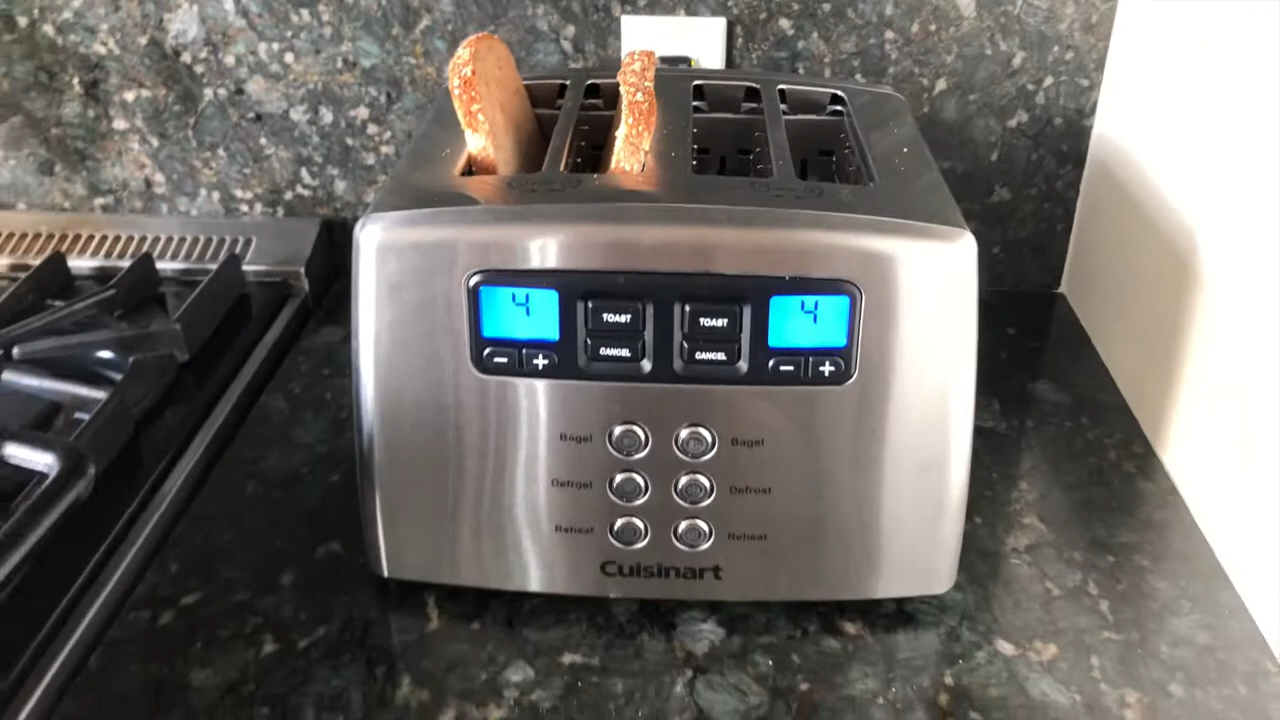 4 TOAST TOAST 4
CANCEL CANCEL
− + − +
Bagel Bagel
Defrost Defrost
Reheat Reheat
Cuisinart